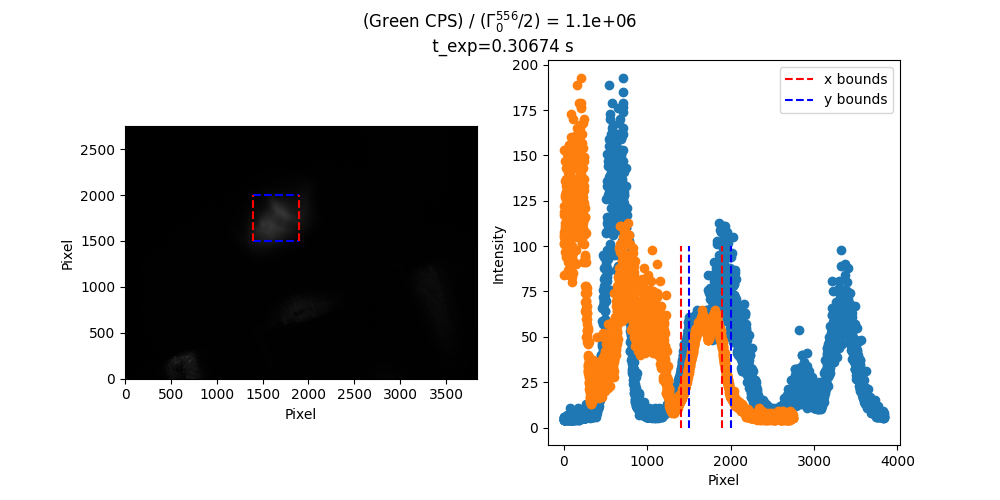 (Green CPS) / (Γ₀⁵⁵⁶/2) = 1.1e+06
t_exp=0.30674 s
2500
2000
1500
1000
500
0
Pixel
0 500 1000 1500 2000 2500 3000 3500
Pixel
200
175
150
125
100
75
50
25
0
Intensity
x bounds
y bounds
0 1000 2000 3000 4000
Pixel